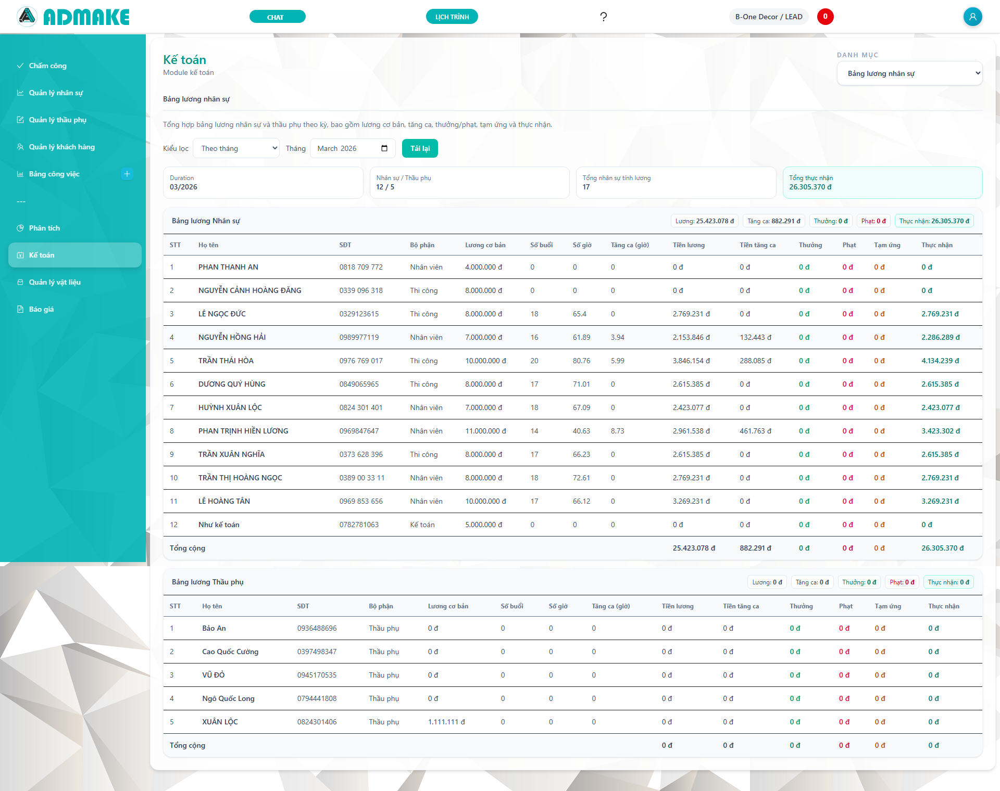 ADMAKE
CHAT
LỊCH TRÌNH
?
B-One Decor / LEAD
0
Chấm công
Quản lý nhân sự
Quản lý thầu phụ
Quản lý khách hàng
Bảng công việc
---
Phân tích
Kế toán
Quản lý vật liệu
Báo giá
Kế toán
Module kế toán
DANH MỤC
Bảng lương nhân sự
Bảng lương nhân sự
Tổng hợp bảng lương nhân sự và thầu phụ theo kỳ, bao gồm lương cơ bản, tăng ca, thưởng/phạt, tạm ứng và thực nhận.
Kiểu lọc Theo tháng Tháng March 2026 Tải lại
Duration
03/2026
Nhân sự / Thầu phụ
12 / 5
Tổng nhân sự tính lương
17
Tổng thực nhận
26.305.370 đ
Bảng lương Nhân sự Lương: 25.423.078 đ Tăng ca: 882.291 đ Thưởng: 0 đ Phạt: 0 đ Thực nhận: 26.305.370 đ
STT Họ tên SĐT Bộ phận Lương cơ bản Số buổi Số giờ Tăng ca (giờ) Tiền lương Tiền tăng ca Thưởng Phạt Tạm ứng Thực nhận
1 PHAN THANH AN 0818 709 772 Nhân viên 4.000.000 đ 0 0 0 0 đ 0 đ 0 đ 0 đ 0 đ 0 đ
2 NGUYỄN CẢNH HOÀNG ĐĂNG 0339 096 318 Thi công 8.000.000 đ 0 0 0 0 đ 0 đ 0 đ 0 đ 0 đ 0 đ
3 LÊ NGỌC ĐỨC 0329123615 Thi công 8.000.000 đ 18 65.4 0 2.769.231 đ 0 đ 0 đ 0 đ 0 đ 2.769.231 đ
4 NGUYỄN HỒNG HẢI 0989977119 Nhân viên 7.000.000 đ 16 61.89 3.94 2.153.846 đ 132.443 đ 0 đ 0 đ 0 đ 2.286.289 đ
5 TRẦN THÁI HÒA 0976 769 017 Thi công 10.000.000 đ 20 80.76 5.99 3.846.154 đ 288.085 đ 0 đ 0 đ 0 đ 4.134.239 đ
6 DƯƠNG QUÝ HÙNG 0849065965 Thi công 8.000.000 đ 17 71.01 0 2.615.385 đ 0 đ 0 đ 0 đ 0 đ 2.615.385 đ
7 HUỲNH XUÂN LỘC 0824 301 401 Nhân viên 7.000.000 đ 18 67.09 0 2.423.077 đ 0 đ 0 đ 0 đ 0 đ 2.423.077 đ
8 PHAN TRỊNH HIỀN LƯƠNG 0969847647 Nhân viên 11.000.000 đ 14 40.63 8.73 2.961.538 đ 461.763 đ 0 đ 0 đ 0 đ 3.423.302 đ
9 TRẦN XUÂN NGHĨA 0373 628 396 Thi công 8.000.000 đ 17 66.23 0 2.615.385 đ 0 đ 0 đ 0 đ 0 đ 2.615.385 đ
10 TRẦN THỊ HOÀNG NGỌC 0389 00 33 11 Nhân viên 8.000.000 đ 18 72.61 0 2.769.231 đ 0 đ 0 đ 0 đ 0 đ 2.769.231 đ
11 LÊ HOÀNG TÂN 0969 853 656 Nhân viên 10.000.000 đ 17 66.12 0 3.269.231 đ 0 đ 0 đ 0 đ 0 đ 3.269.231 đ
12 Như kế toán 0782781063 Kế toán 5.000.000 đ 0 0 0 0 đ 0 đ 0 đ 0 đ 0 đ 0 đ
Tổng cộng 25.423.078 đ 882.291 đ 0 đ 0 đ 0 đ 26.305.370 đ
Bảng lương Thầu phụ Lương: 0 đ Tăng ca: 0 đ Thưởng: 0 đ Phạt: 0 đ Thực nhận: 0 đ
STT Họ tên SĐT Bộ phận Lương cơ bản Số buổi Số giờ Tăng ca (giờ) Tiền lương Tiền tăng ca Thưởng Phạt Tạm ứng Thực nhận
1 Bảo An 0936488696 Thầu phụ 0 đ 0 0 0 0 đ 0 đ 0 đ 0 đ 0 đ 0 đ
2 Cao Quốc Cường 0397498347 Thầu phụ 0 đ 0 0 0 0 đ 0 đ 0 đ 0 đ 0 đ 0 đ
3 VŨ ĐỎ 0945170535 Thầu phụ 0 đ 0 0 0 0 đ 0 đ 0 đ 0 đ 0 đ 0 đ
4 Ngô Quốc Long 0794441808 Thầu phụ 0 đ 0 0 0 0 đ 0 đ 0 đ 0 đ 0 đ 0 đ
5 XUÂN LỘC 0824301406 Thầu phụ 1.111.111 đ 0 0 0 0 đ 0 đ 0 đ 0 đ 0 đ 0 đ
Tổng cộng 0 đ 0 đ 0 đ 0 đ 0 đ 0 đ